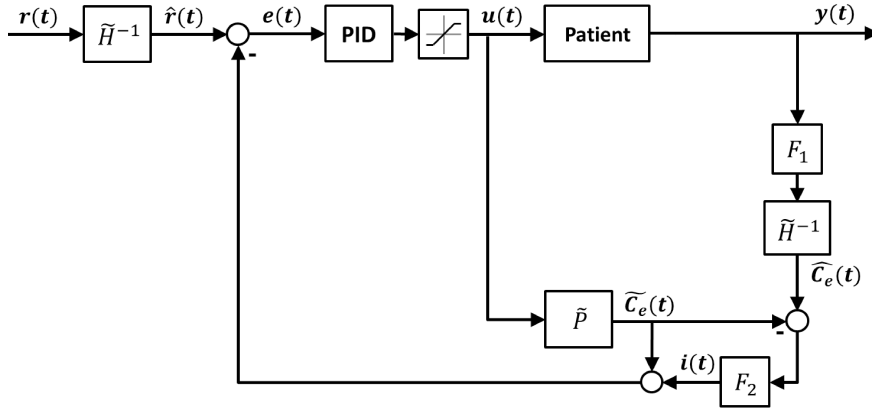 r(t)
H̃⁻¹
r̂(t)
e(t)
PID
u(t)
Patient
y(t)
-
F₁
H̃⁻¹
Ĉₑ(t)
P̃
C̃ₑ(t)
-
i(t)
F₂